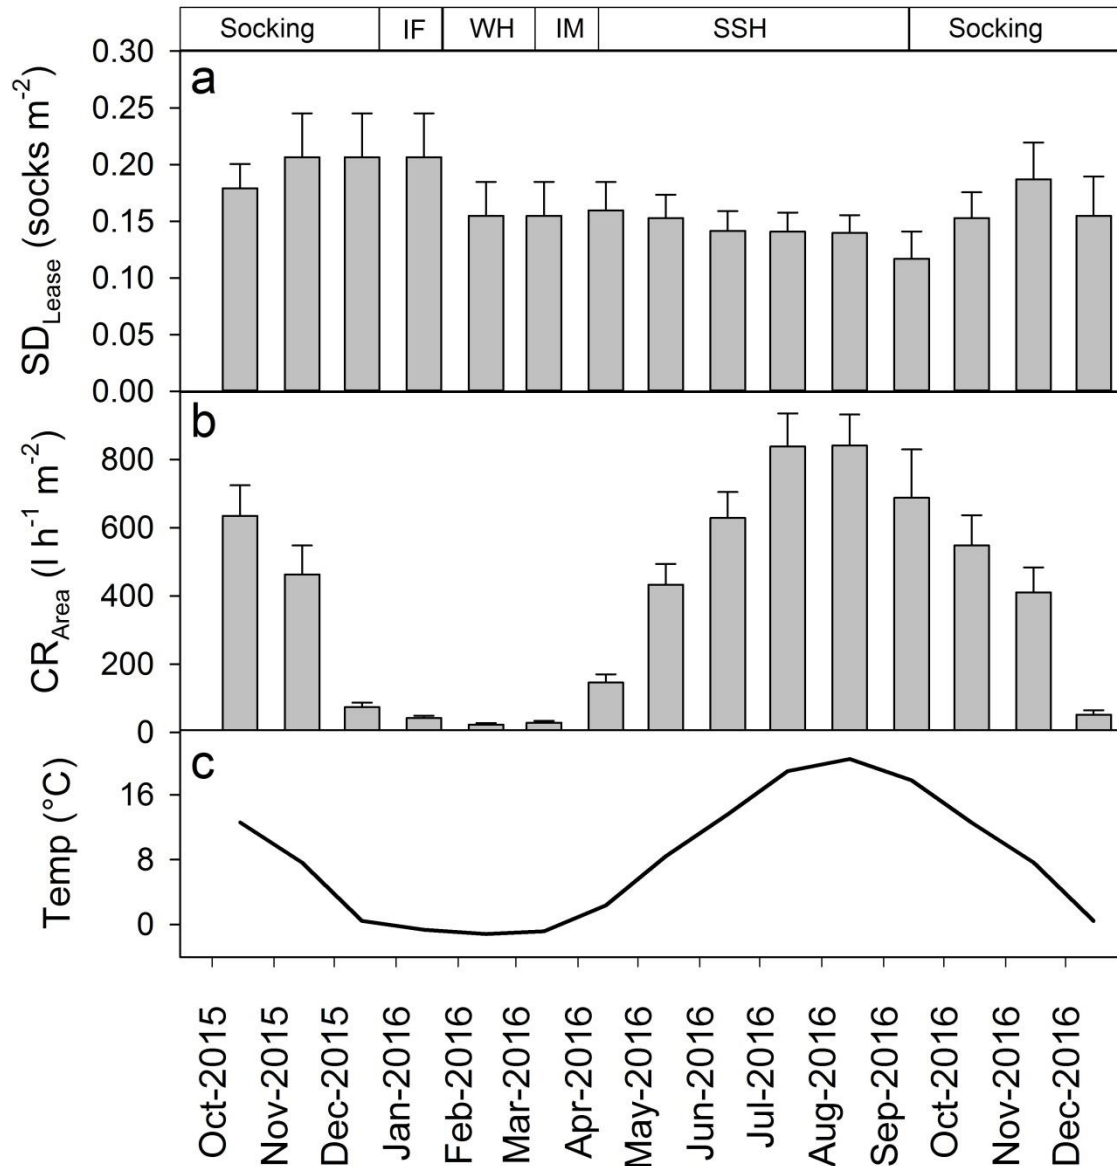 Socking IF WH IM SSH Socking
a
SD_Lease (socks m⁻²)
0.30
0.25
0.20
0.15
0.10
0.05
0.00
b
CR_Area (l h⁻¹ m⁻²)
800
600
400
200
0
c
Temp (°C)
16
8
0
Oct-2015
Nov-2015
Dec-2015
Jan-2016
Feb-2016
Mar-2016
Apr-2016
May-2016
Jun-2016
Jul-2016
Aug-2016
Sep-2016
Oct-2016
Nov-2016
Dec-2016